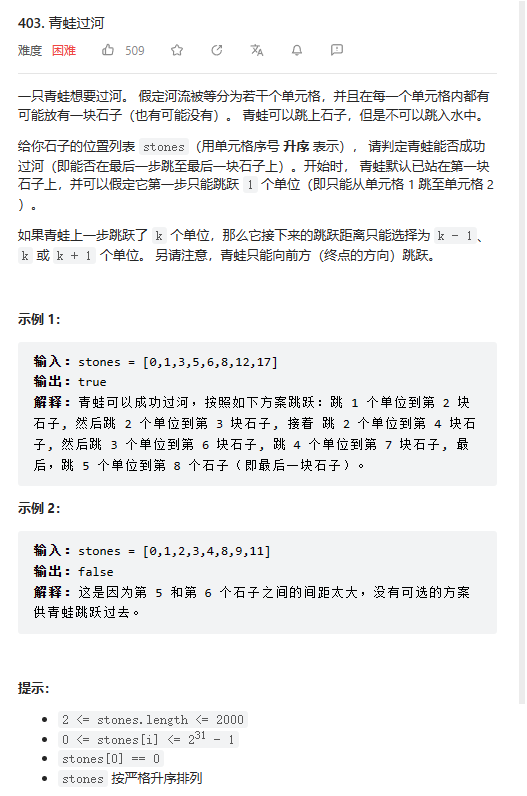 403. 青蛙过河
难度 困难 509
一只青蛙想要过河。 假定河流被等分为若干个单元格，并且在每一个单元格内都有
可能放有一块石子（也有可能没有）。 青蛙可以跳上石子，但是不可以跳入水中。
给你石子的位置列表 stones（用单元格序号 升序 表示）， 请判定青蛙能否成功
过河（即能否在最后一步跳至最后一块石子上）。开始时， 青蛙默认已站在第一块
石子上，并可以假定它第一步只能跳跃 1 个单位（即只能从单元格 1 跳至单元格 2
）。
如果青蛙上一步跳跃了 k 个单位，那么它接下来的跳跃距离只能选择为 k - 1、
k 或 k + 1 个单位。 另请注意，青蛙只能向前方（终点的方向）跳跃。
示例 1：
输入：stones = [0,1,3,5,6,8,12,17]
输出：true
解释：青蛙可以成功过河，按照如下方案跳跃：跳 1 个单位到第 2 块
石子, 然后跳 2 个单位到第 3 块石子, 接着 跳 2 个单位到第 4 块石
子, 然后跳 3 个单位到第 6 块石子, 跳 4 个单位到第 7 块石子, 最
后，跳 5 个单位到第 8 个石子（即最后一块石子）。
示例 2：
输入：stones = [0,1,2,3,4,8,9,11]
输出：false
解释：这是因为第 5 和第 6 个石子之间的间距太大，没有可选的方案
供青蛙跳跃过去。
提示：
• 2 <= stones.length <= 2000
• 0 <= stones[i] <= 2³¹ - 1
• stones[0] == 0
• stones 按严格升序排列